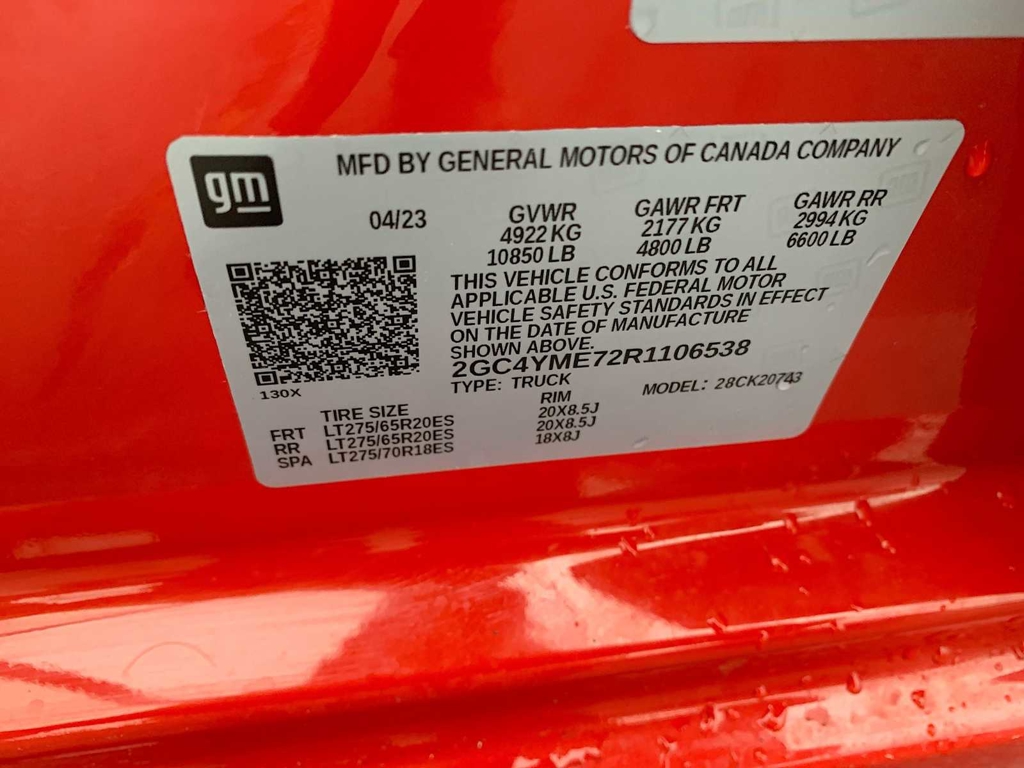 gm
MFD BY GENERAL MOTORS OF CANADA COMPANY
04/23 GVWR GAWR FRT GAWR RR
4922 KG 2177 KG 2994 KG
10850 LB 4800 LB 6600 LB
THIS VEHICLE CONFORMS TO ALL
APPLICABLE U.S. FEDERAL MOTOR
VEHICLE SAFETY STANDARDS IN EFFECT
ON THE DATE OF MANUFACTURE
SHOWN ABOVE.
2GC4YME72R1106538
TYPE: TRUCK MODEL: 28CK20743
130X
TIRE SIZE RIM
FRT LT275/65R20ES 20X8.5J
RR LT275/65R20ES 20X8.5J
SPA LT275/70R18ES 18X8J